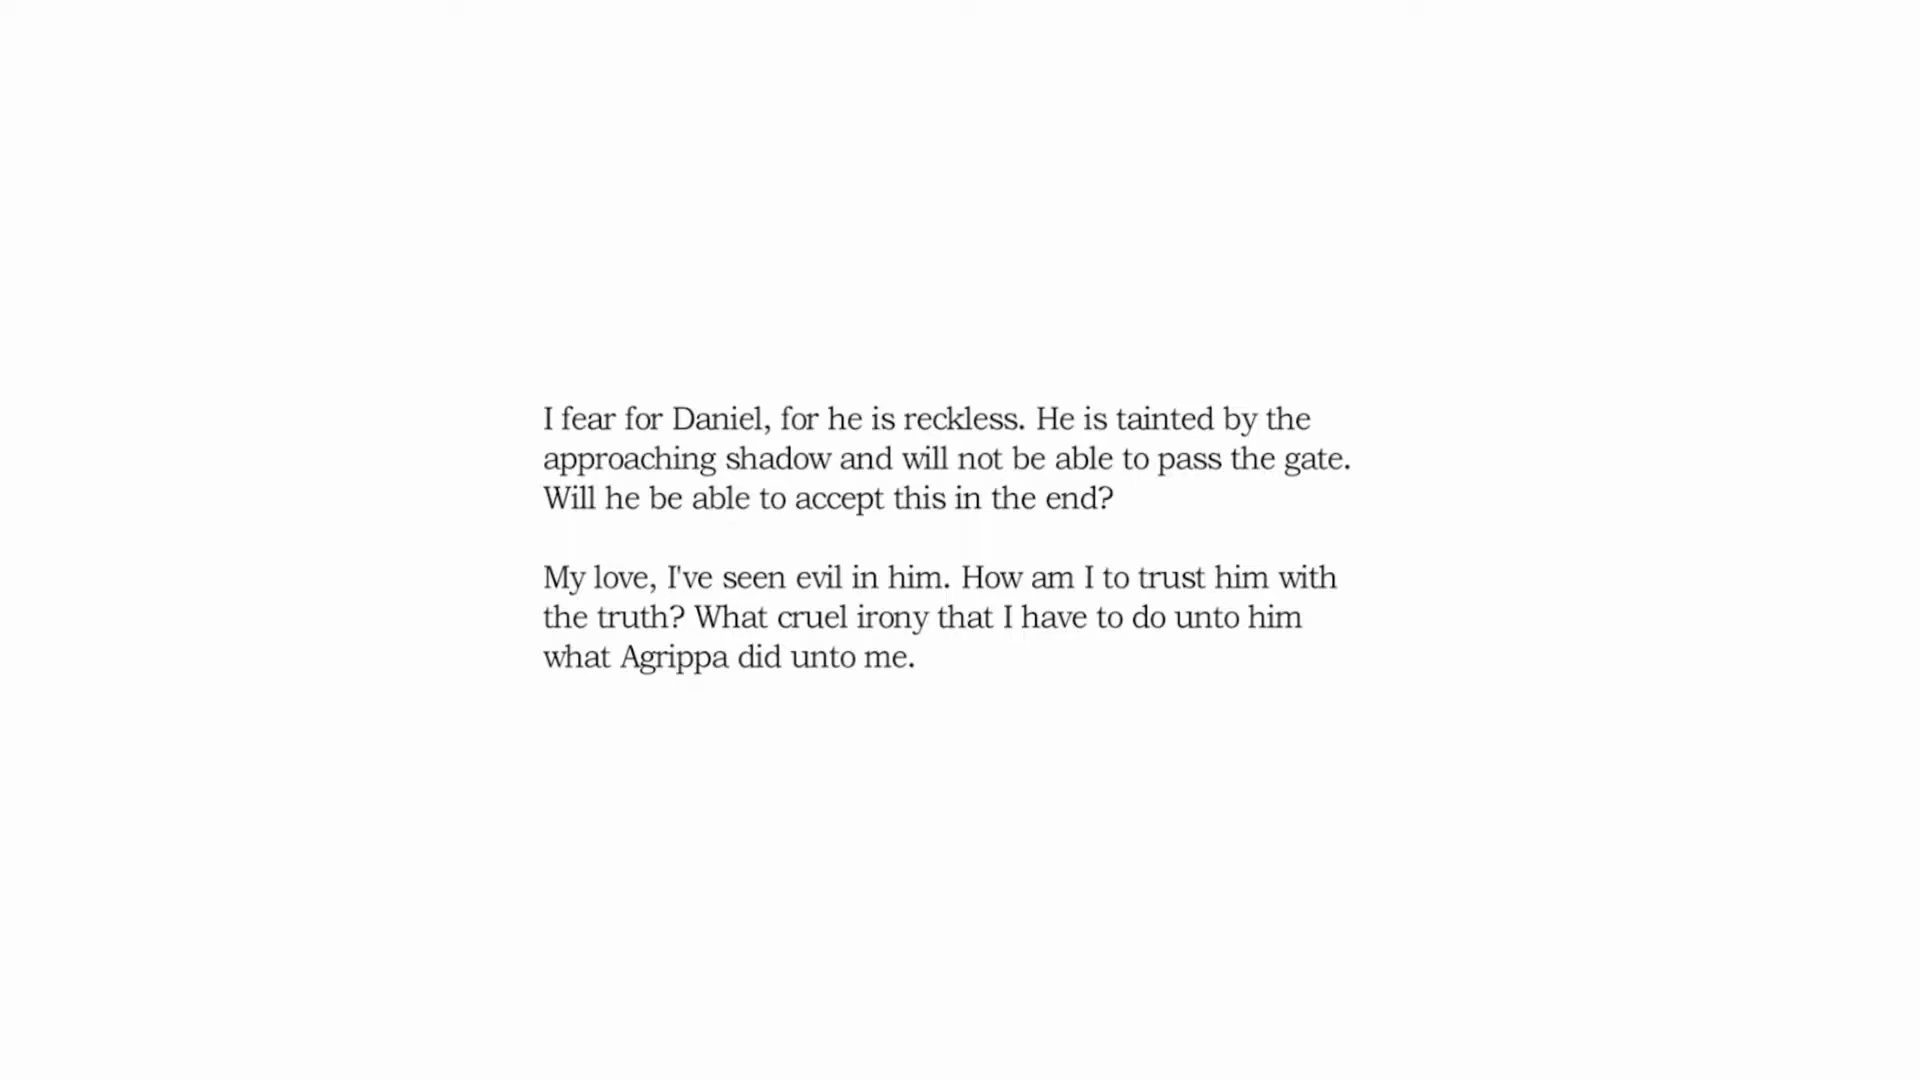 I fear for Daniel, for he is reckless. He is tainted by the
approaching shadow and will not be able to pass the gate.
Will he be able to accept this in the end?
My love, I've seen evil in him. How am I to trust him with
the truth? What cruel irony that I have to do unto him
what Agrippa did unto me.